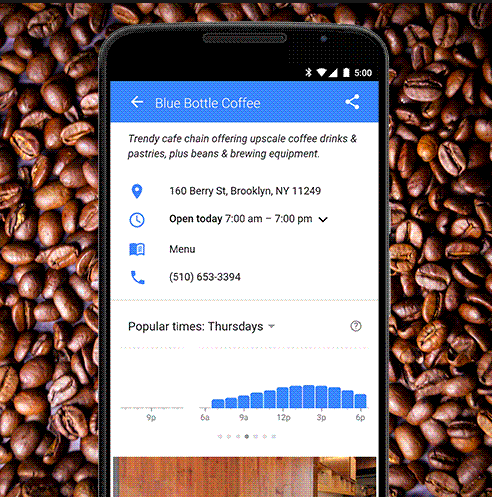 5:00
Blue Bottle Coffee
Trendy cafe chain offering upscale coffee drinks &
pastries, plus beans & brewing equipment.
160 Berry St, Brooklyn, NY 11249
Open today 7:00 am – 7:00 pm
Menu
(510) 653-3394
Popular times: Thursdays
9p 6a 9a 12p 3p 6p